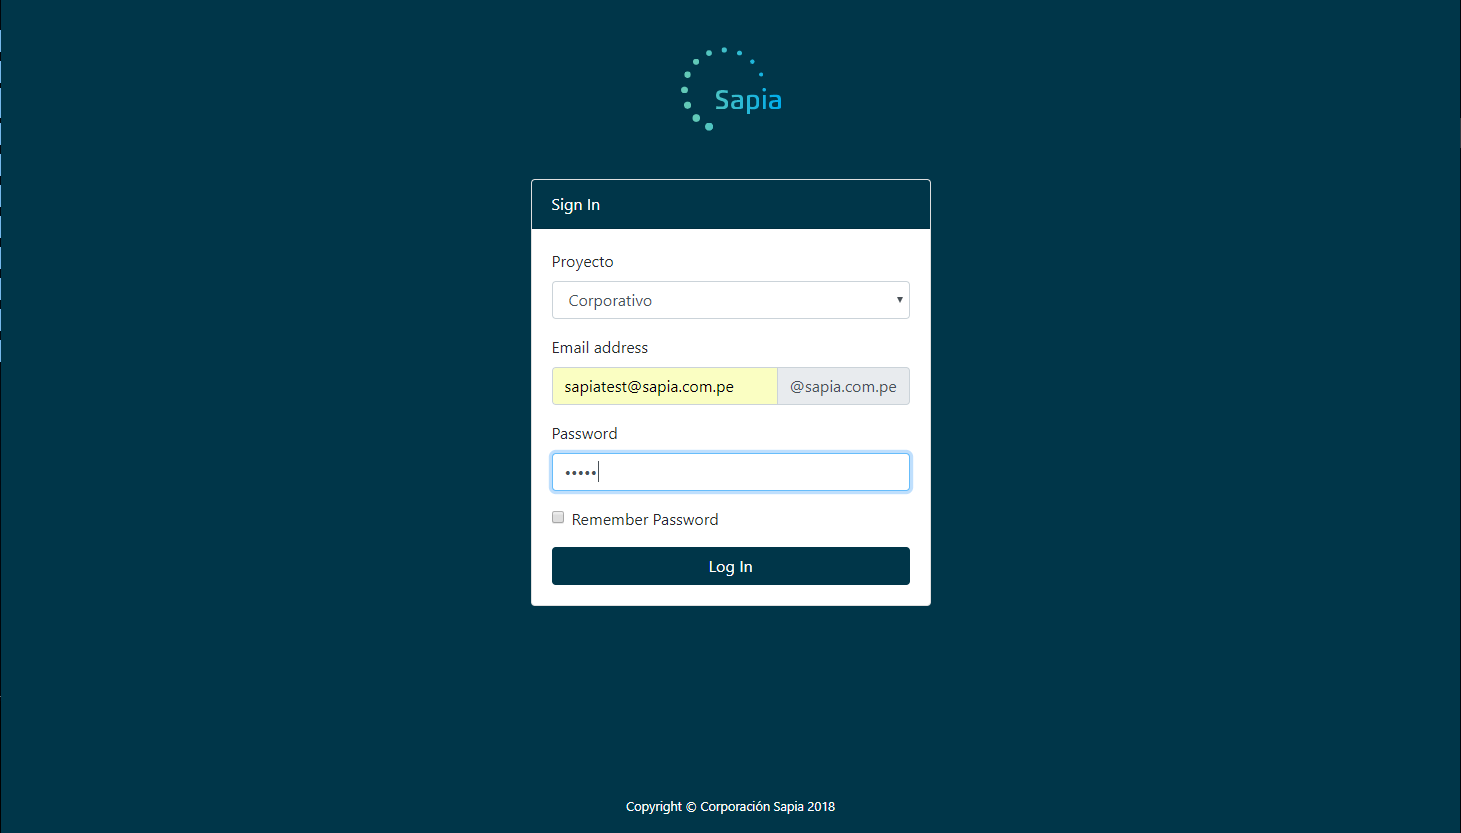 Sapia
Sign In
Proyecto
Corporativo
Email address
sapiatest@sapia.com.pe @sapia.com.pe
Password
•••••
Remember Password
Log In
Copyright © Corporación Sapia 2018